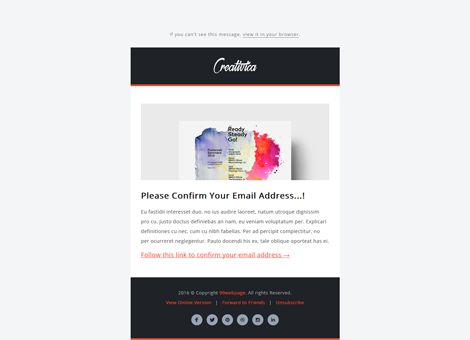 If you can't see this message, view it in your browser.
Creativica
Ready
Steady
Go!
Please Confirm Your Email Address...!
Eu fastidii interesset duo, no ius audire laoreet, natum utroque dignissim
pro cu. Justo doctus definiebas an nam, eu veniam voluptatum per. Explicari
definitiones cu nec, cum cu nibh fabellas. Per ad percipit complectitur, no
per ocurreret neglegentur. Paulo docendi his ex, tale oblique oporteat has ei.
Follow this link to confirm your email address →
2016 © Copyright 99webpage. All rights Reserved.
View Online Version | Forward to Friends | Unsubscribe